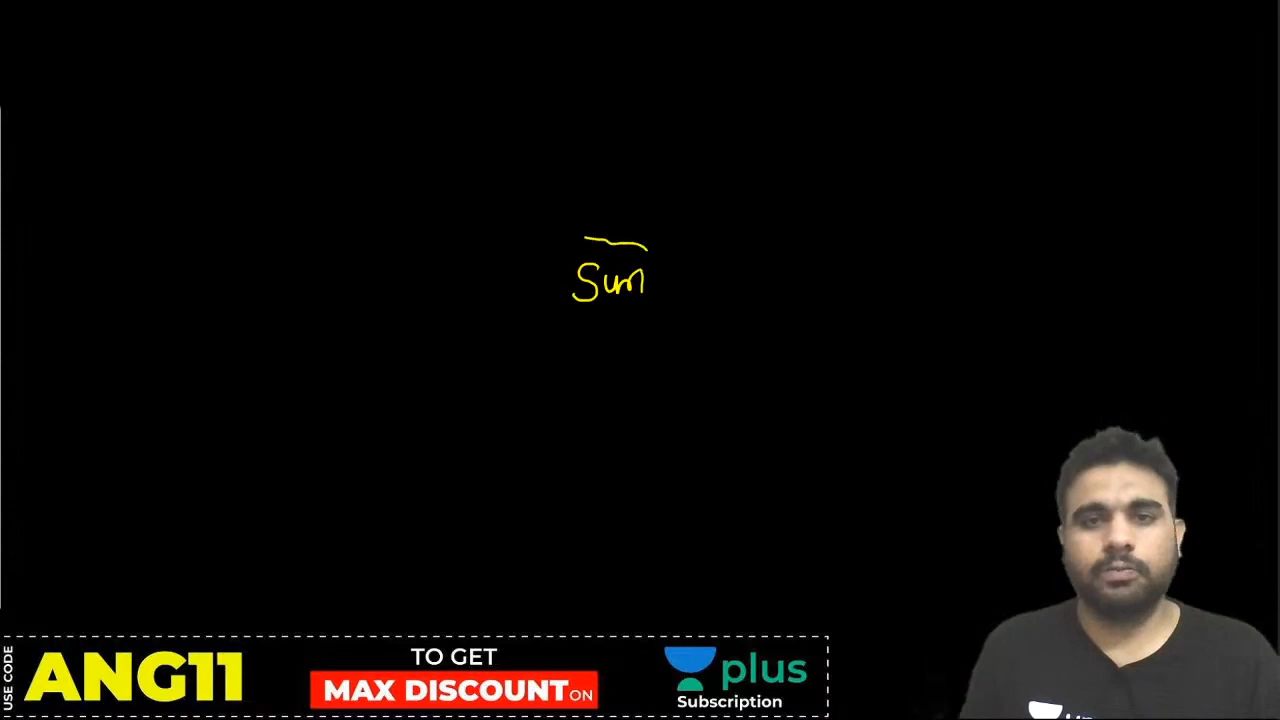 Sum
USE CODE
ANG11
TO GET
MAX DISCOUNT ON
plus
Subscription